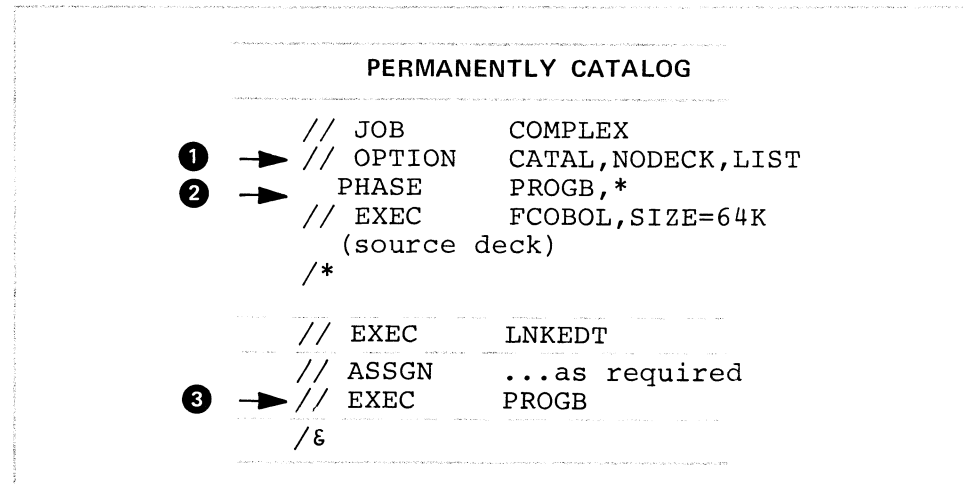 PERMANENTLY CATALOG
// JOB COMPLEX
1 // OPTION CATAL,NODECK,LIST
2 PHASE PROGB,*
// EXEC FCOBOL,SIZE=64K
(source deck)
/*
// EXEC LNKEDT
// ASSGN ...as required
3 // EXEC PROGB
/&